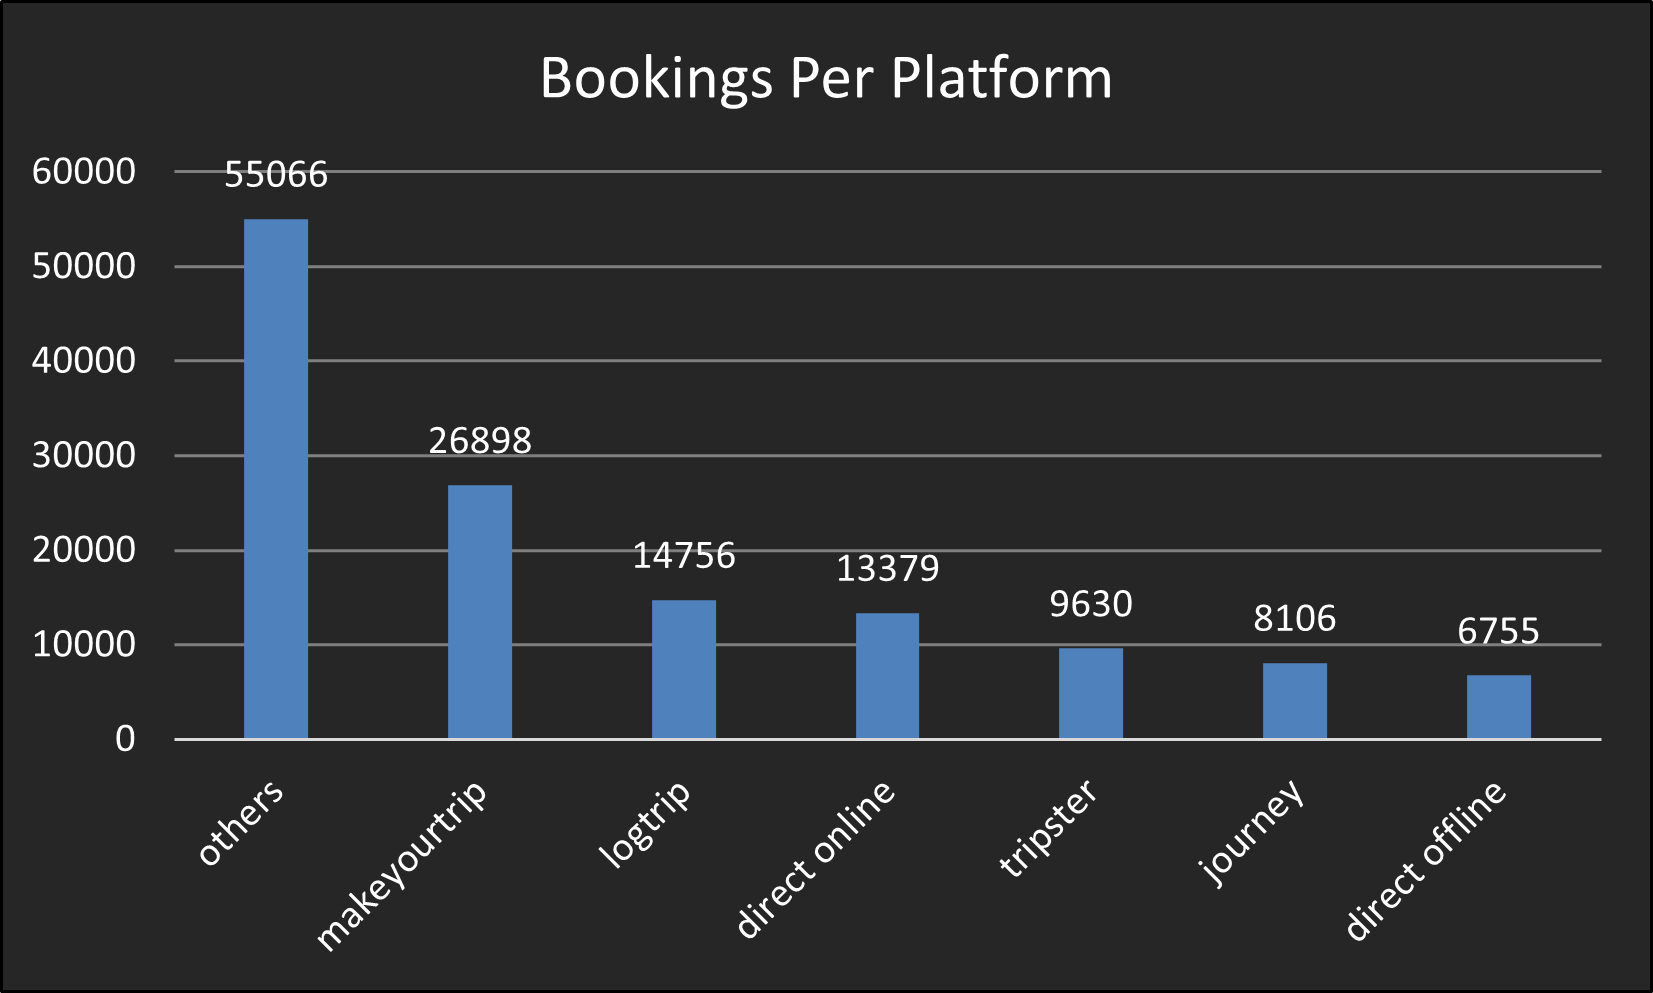 Bookings Per Platform
60000
50000
40000
30000
20000
10000
0
55066
26898
14756
13379
9630
8106
6755
others
makeyourtrip
logtrip
direct online
tripster
journey
direct offline